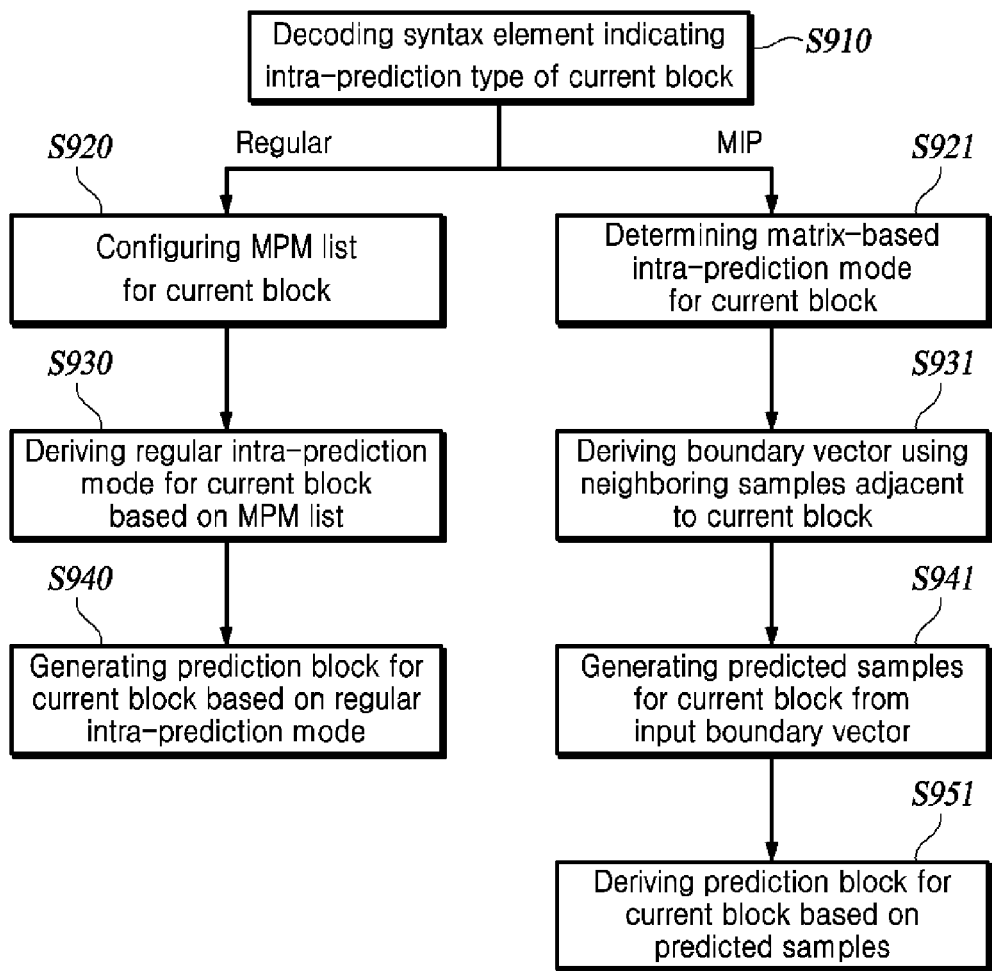 Decoding syntax element indicating
intra-prediction type of current block
S910
Regular
MIP
S920
Configuring MPM list
for current block
S921
Determining matrix-based
intra-prediction mode
for current block
S930
Deriving regular intra-prediction
mode for current block
based on MPM list
S931
Deriving boundary vector using
neighboring samples adjacent
to current block
S940
Generating prediction block for
current block based on regular
intra-prediction mode
S941
Generating predicted samples
for current block from
input boundary vector
S951
Deriving prediction block for
current block based on
predicted samples